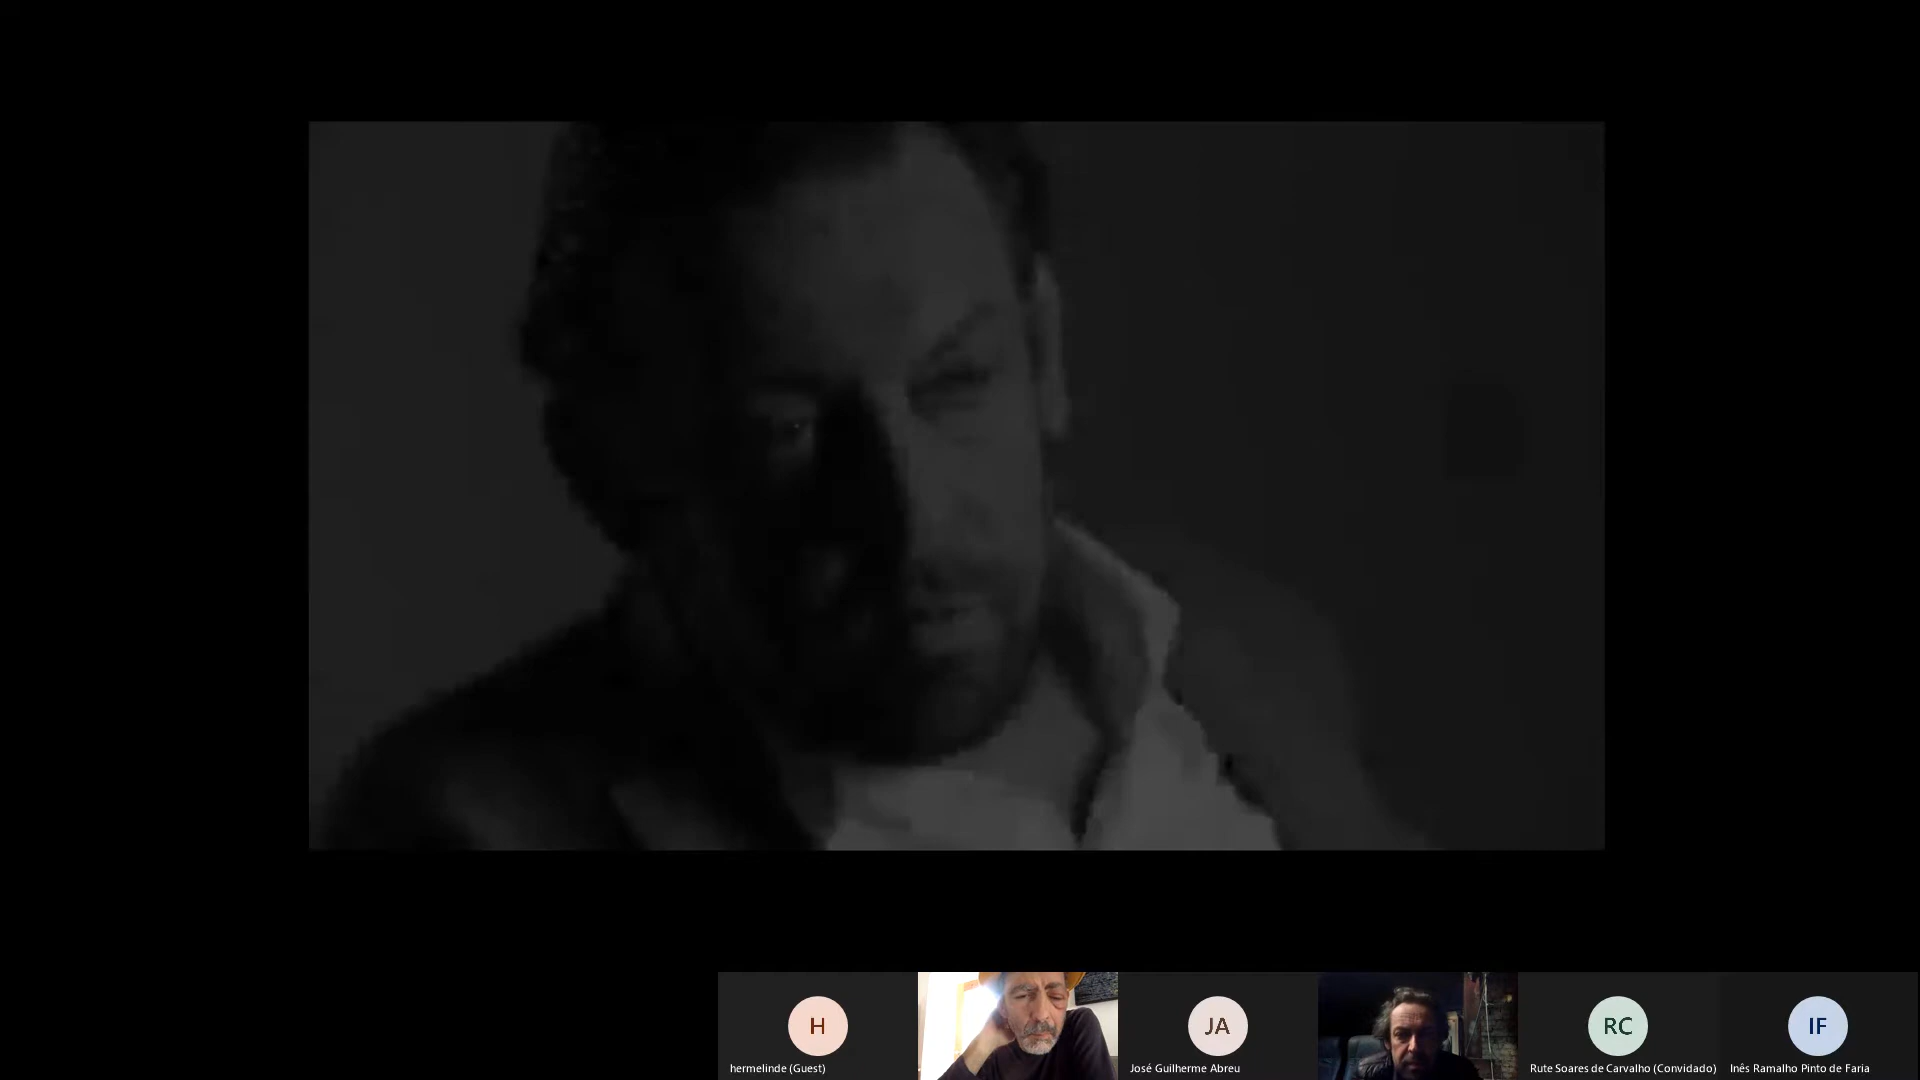 H
JA
RC
IF
hermelinde (Guest)
José Guilherme Abreu
Rute Soares de Carvalho (Convidado)
Inês Ramalho Pinto de Faria